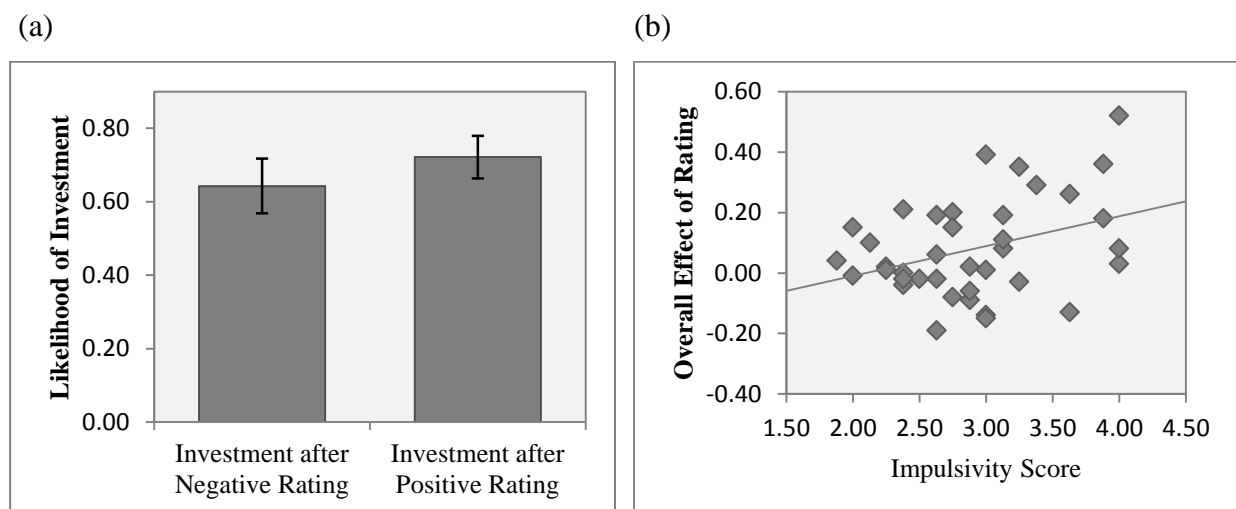 (a)
Likelihood of Investment
0.80
0.60
0.40
0.20
0.00
Investment after
Negative Rating
Investment after
Positive Rating
(b)
Overall Effect of Rating
0.60
0.40
0.20
0.00
-0.20
-0.40
1.50 2.00 2.50 3.00 3.50 4.00 4.50
Impulsivity Score